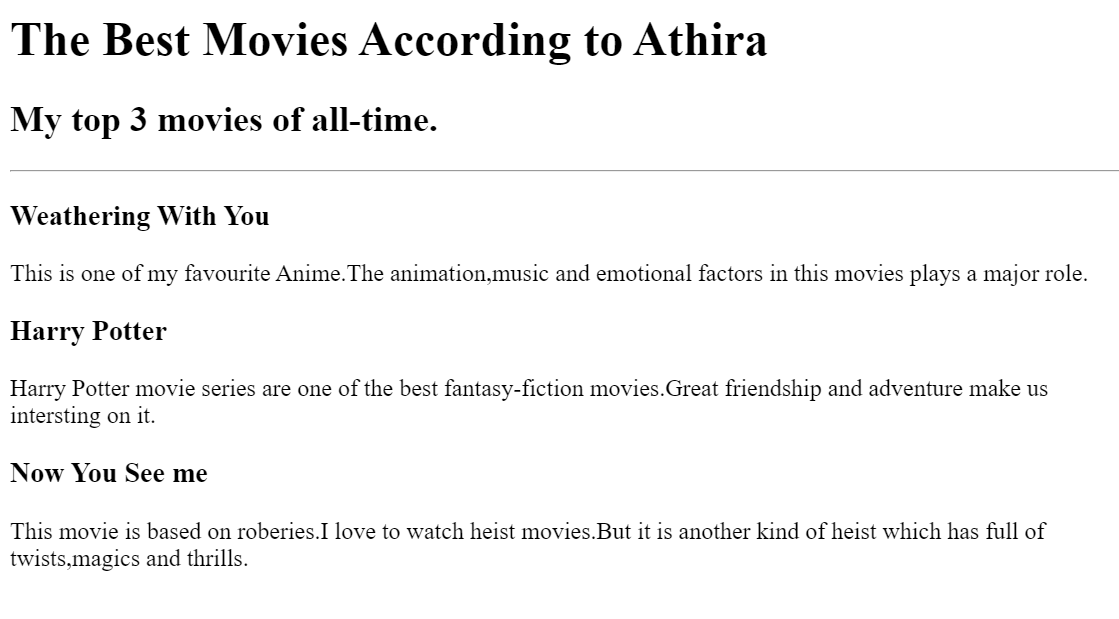 The Best Movies According to Athira
My top 3 movies of all-time.
Weathering With You
This is one of my favourite Anime.The animation,music and emotional factors in this movies plays a major role.
Harry Potter
Harry Potter movie series are one of the best fantasy-fiction movies.Great friendship and adventure make us
intersting on it.
Now You See me
This movie is based on roberies.I love to watch heist movies.But it is another kind of heist which has full of
twists,magics and thrills.